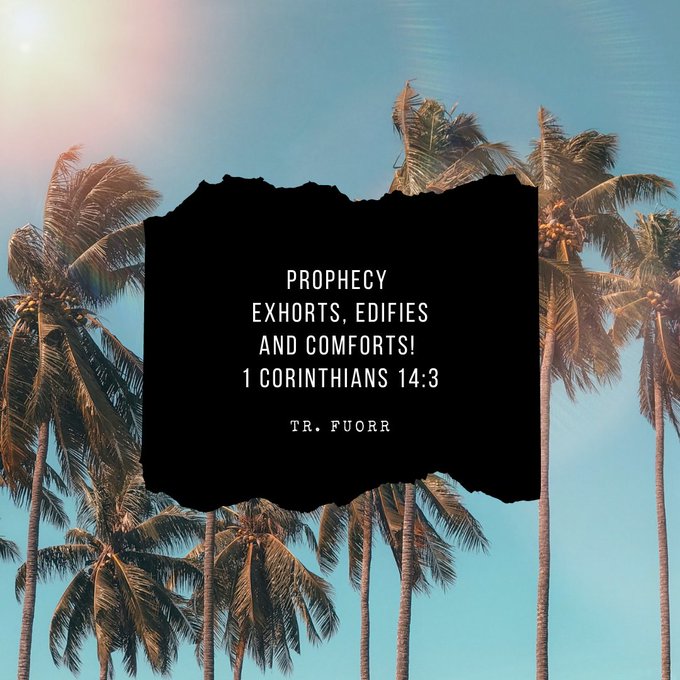 PROPHECY
EXHORTS, EDIFIES
AND COMFORTS!
1 CORINTHIANS 14:3
TR. FUORR